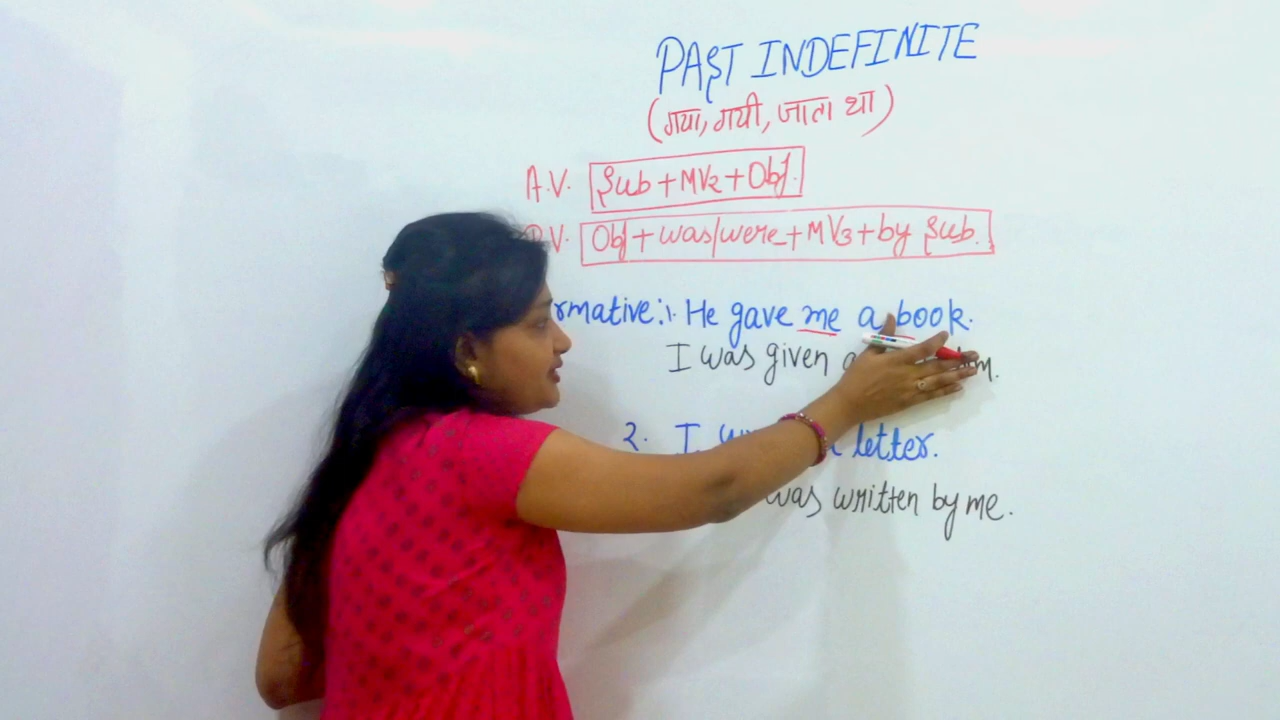 PAST INDEFINITE
(गया, गयी, जाता था)
A.V. Sub + MV2 + Obj.
P.V. Obj + was/were + MV3 + by Sub.
rmative:- 1. He gave me a book.
I was given a
2. I a letter.
was written by me.